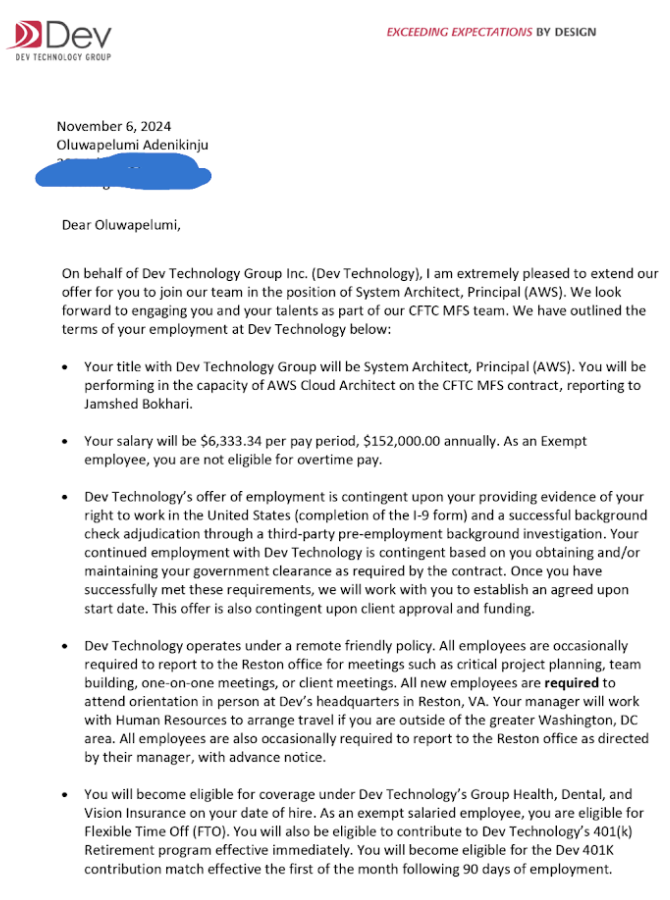 Dev
DEV TECHNOLOGY GROUP
EXCEEDING EXPECTATIONS BY DESIGN
November 6, 2024
Oluwapelumi Adenikinju
Dear Oluwapelumi,
On behalf of Dev Technology Group Inc. (Dev Technology), I am extremely pleased to extend our
offer for you to join our team in the position of System Architect, Principal (AWS). We look
forward to engaging you and your talents as part of our CFTC MFS team. We have outlined the
terms of your employment at Dev Technology below:
• Your title with Dev Technology Group will be System Architect, Principal (AWS). You will be
performing in the capacity of AWS Cloud Architect on the CFTC MFS contract, reporting to
Jamshed Bokhari.
• Your salary will be $6,333.34 per pay period, $152,000.00 annually. As an Exempt
employee, you are not eligible for overtime pay.
• Dev Technology's offer of employment is contingent upon your providing evidence of your
right to work in the United States (completion of the I-9 form) and a successful background
check adjudication through a third-party pre-employment background investigation. Your
continued employment with Dev Technology is contingent based on you obtaining and/or
maintaining your government clearance as required by the contract. Once you have
successfully met these requirements, we will work with you to establish an agreed upon
start date. This offer is also contingent upon client approval and funding.
• Dev Technology operates under a remote friendly policy. All employees are occasionally
required to report to the Reston office for meetings such as critical project planning, team
building, one-on-one meetings, or client meetings. All new employees are required to
attend orientation in person at Dev's headquarters in Reston, VA. Your manager will work
with Human Resources to arrange travel if you are outside of the greater Washington, DC
area. All employees are also occasionally required to report to the Reston office as directed
by their manager, with advance notice.
• You will become eligible for coverage under Dev Technology's Group Health, Dental, and
Vision Insurance on your date of hire. As an exempt salaried employee, you are eligible for
Flexible Time Off (FTO). You will also be eligible to contribute to Dev Technology's 401(k)
Retirement program effective immediately. You will become eligible for the Dev 401K
contribution match effective the first of the month following 90 days of employment.